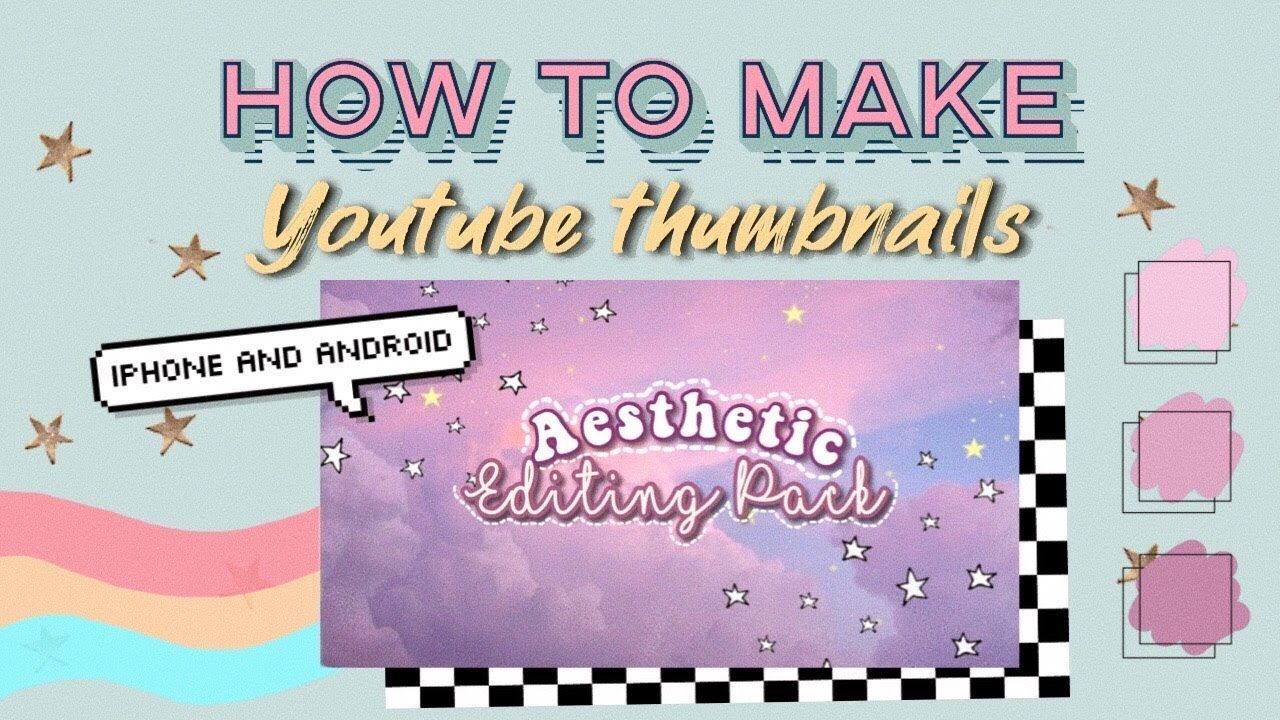 HOW TO MAKE
Youtube thumbnails
IPHONE AND ANDROID
Aesthetic
Editing Pack